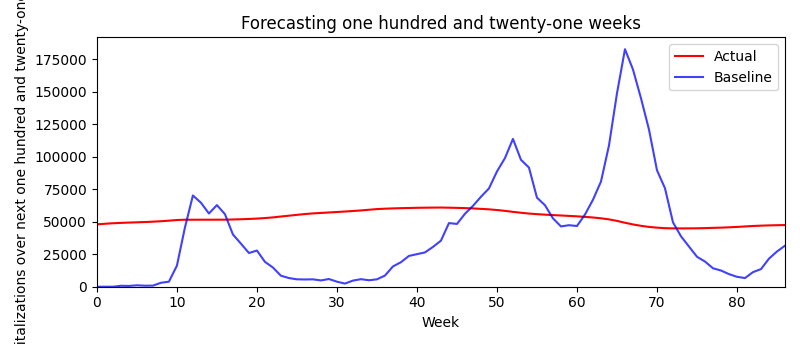 Forecasting one hundred and twenty-one weeks
italizations over next one hundred and twenty-one
175000
150000
125000
100000
75000
50000
25000
0
Actual
Baseline
0 10 20 30 40 50 60 70 80
Week